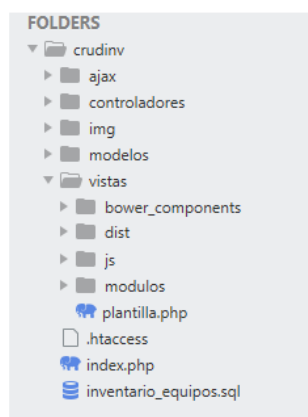 FOLDERS
crudinv
ajax
controladores
img
modelos
vistas
bower_components
dist
js
modulos
plantilla.php
.htaccess
index.php
inventario_equipos.sql